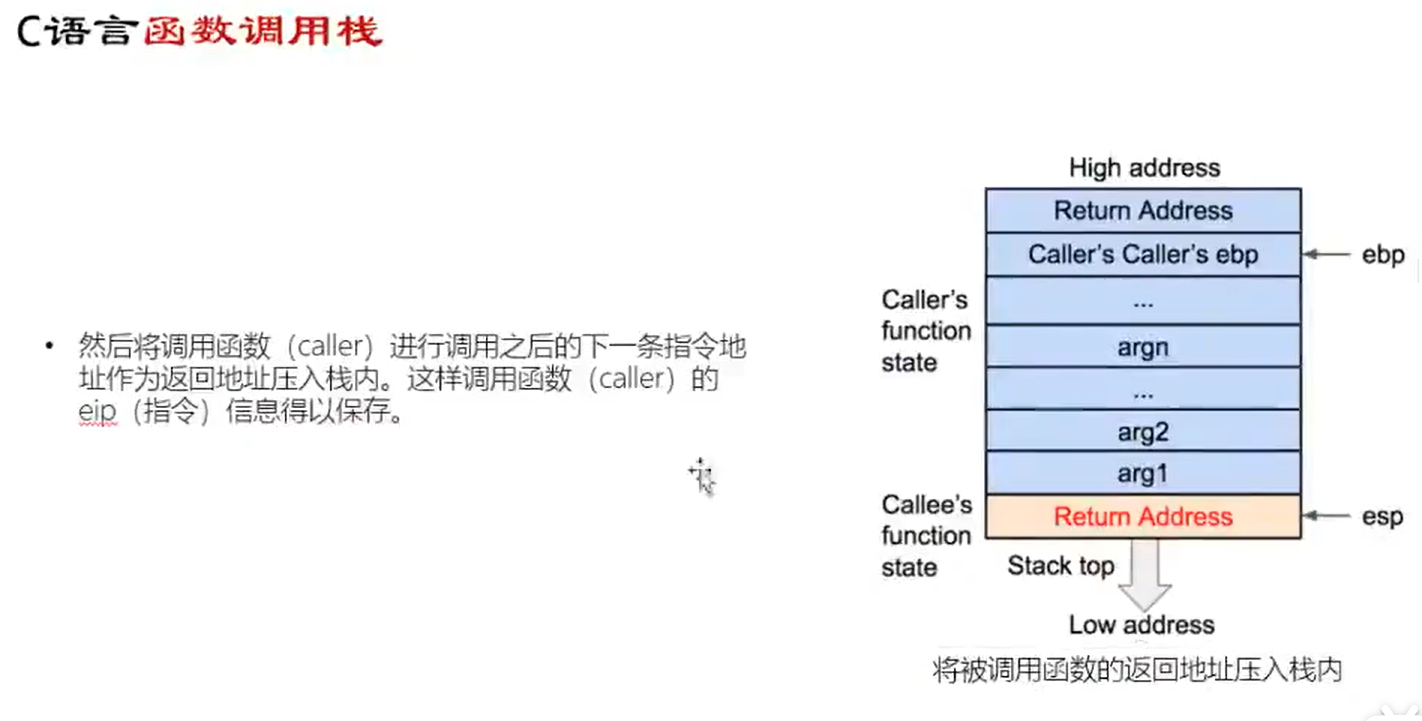 C语言函数调用栈
• 然后将调用函数（caller）进行调用之后的下一条指令地
址作为返回地址压入栈内。这样调用函数（caller）的
eip（指令）信息得以保存。
High address
Return Address
Caller's Caller's ebp
ebp
Caller's
function
state
...
argn
...
arg2
arg1
Callee's
function
state
Return Address
esp
Stack top
Low address
将被调用函数的返回地址压入栈内